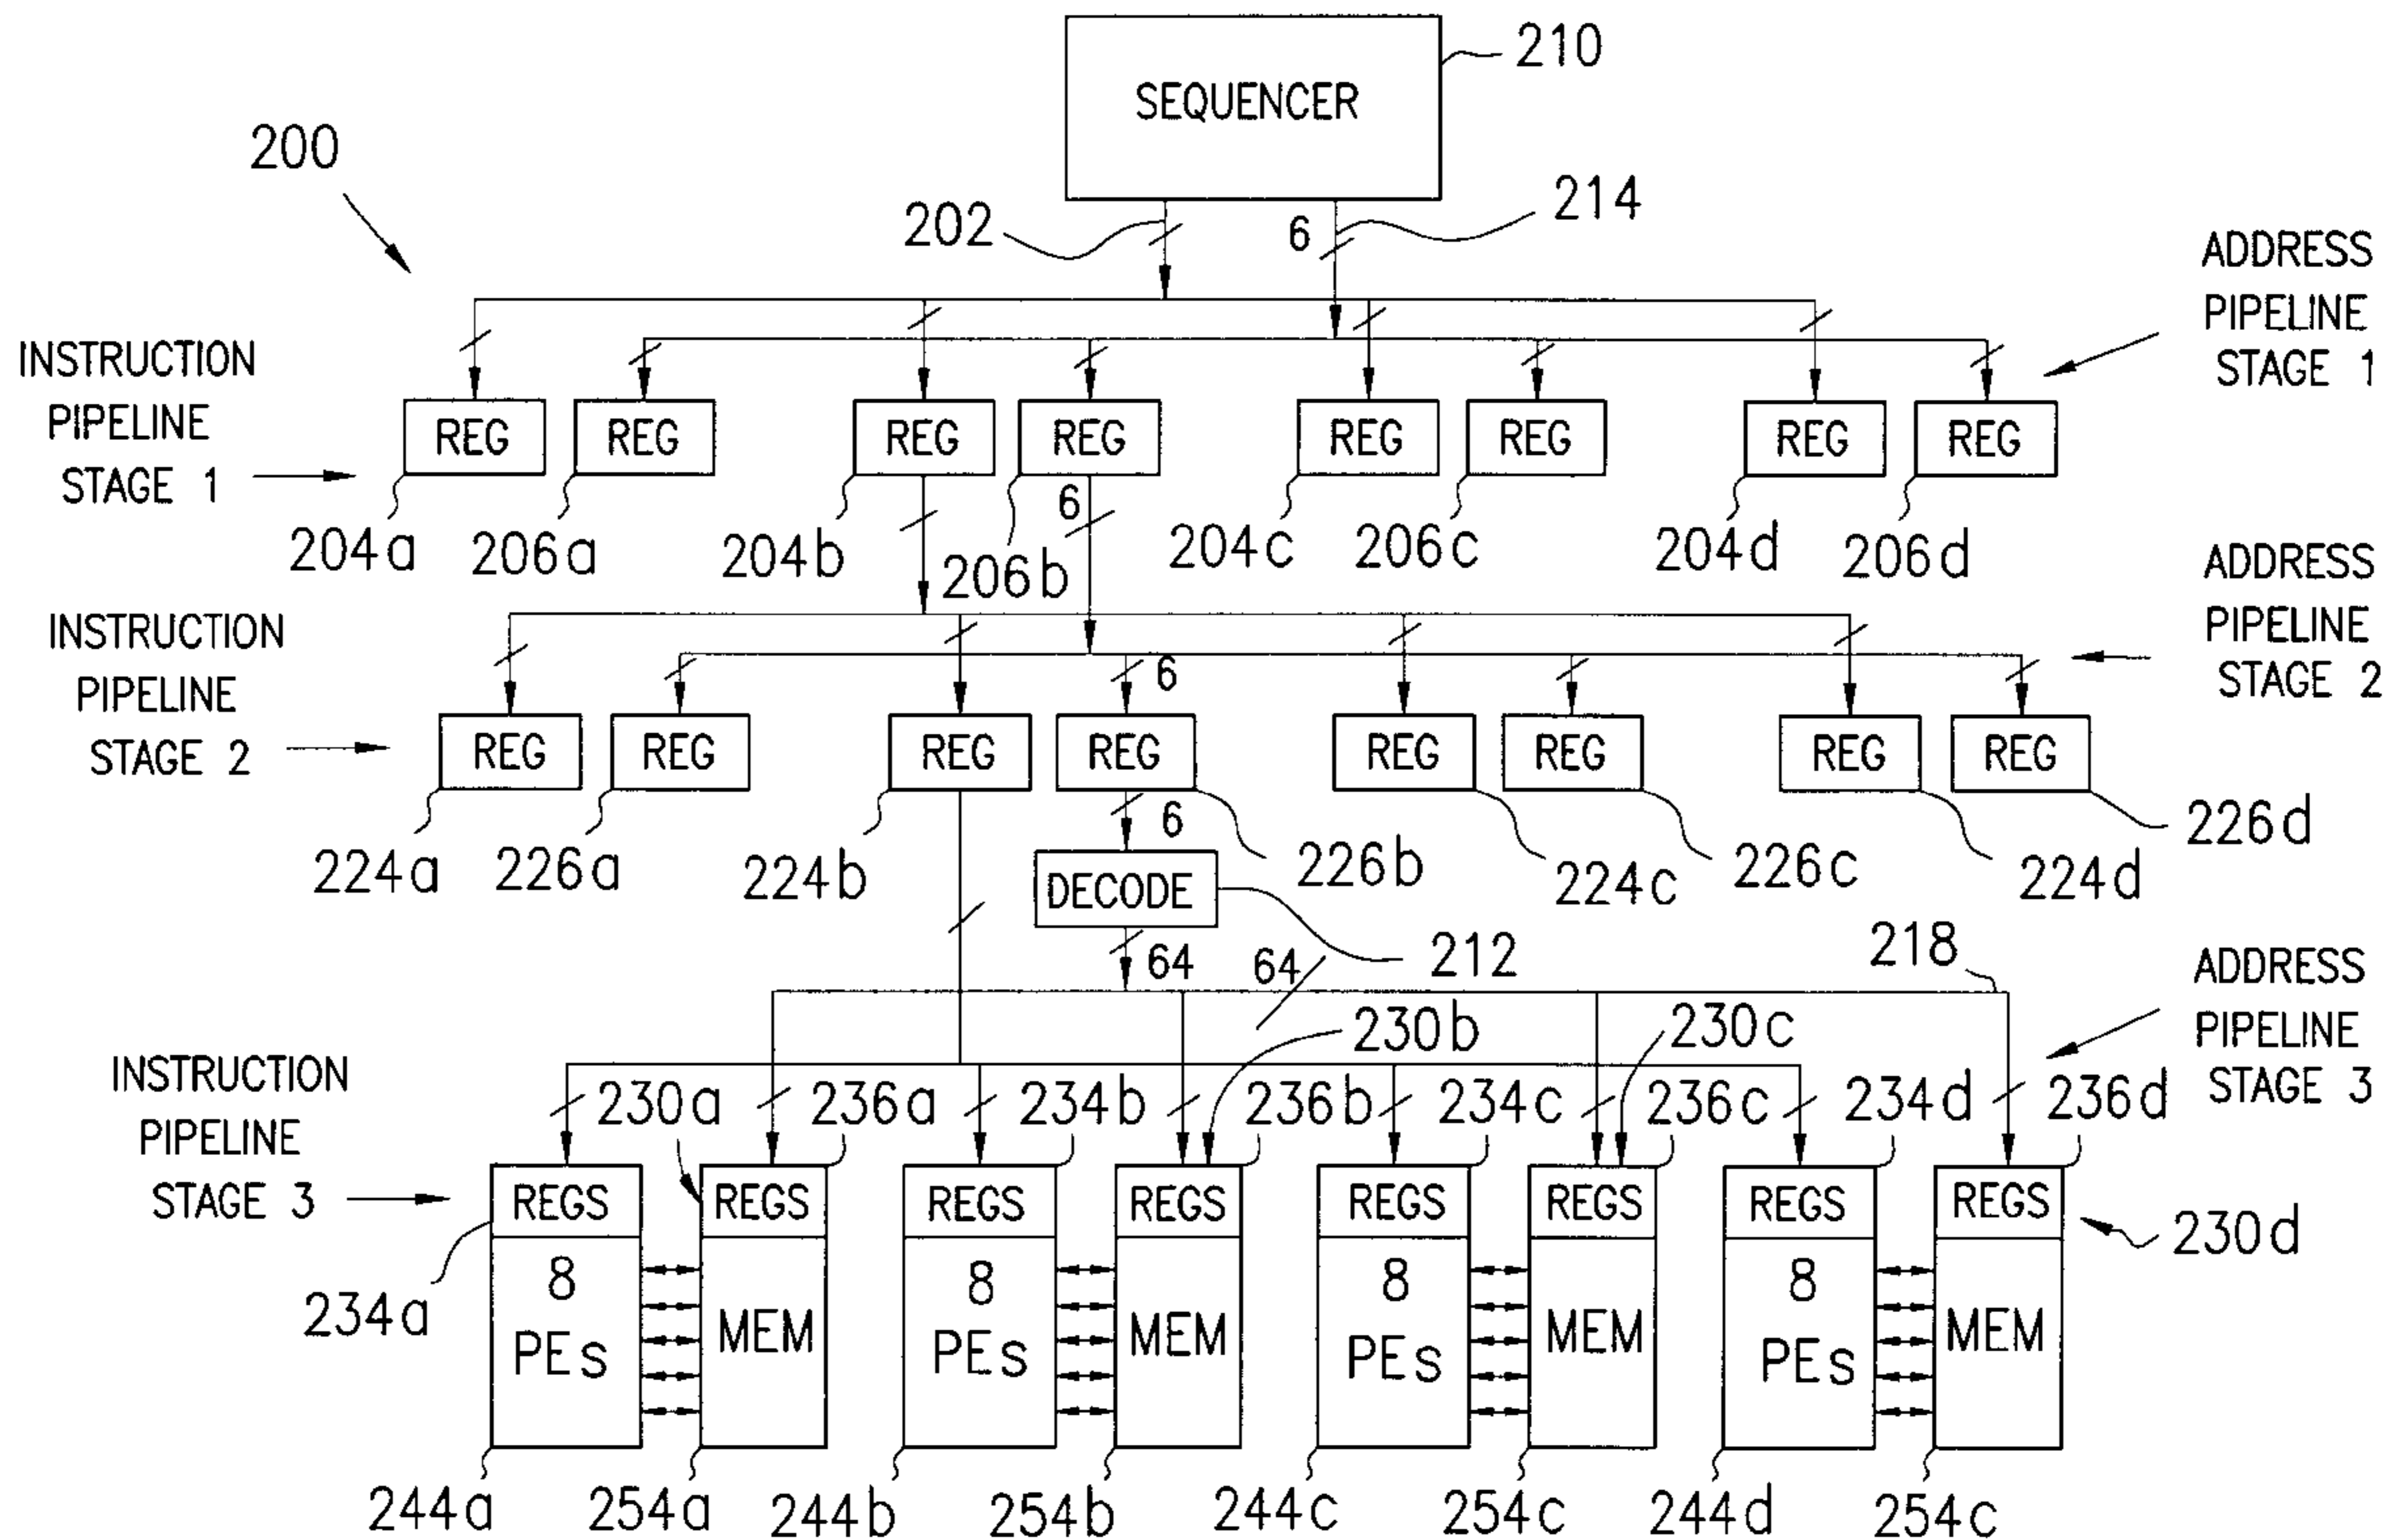 210
SEQUENCER
200
202
6
214
ADDRESS
PIPELINE
STAGE 1
INSTRUCTION
PIPELINE
STAGE 1
REG
REG
REG
REG
REG
REG
REG
REG
6
204a
206a
204b
206b
204c
206c
204d
206d
ADDRESS
PIPELINE
STAGE 2
INSTRUCTION
PIPELINE
STAGE 2
6
REG
REG
REG
REG
REG
REG
REG
REG
6
224a
226a
224b
226b
224c
226c
224d
226d
DECODE
212
64
64
218
ADDRESS
PIPELINE
STAGE 3
INSTRUCTION
PIPELINE
STAGE 3
230b
230c
230a
236a
234b
236b
234c
236c
234d
236d
REGS
REGS
REGS
REGS
REGS
REGS
REGS
REGS
230d
234a
8
PEs
MEM
8
PEs
MEM
8
PEs
MEM
8
PEs
MEM
244a
254a
244b
254b
244c
254c
244d
254c